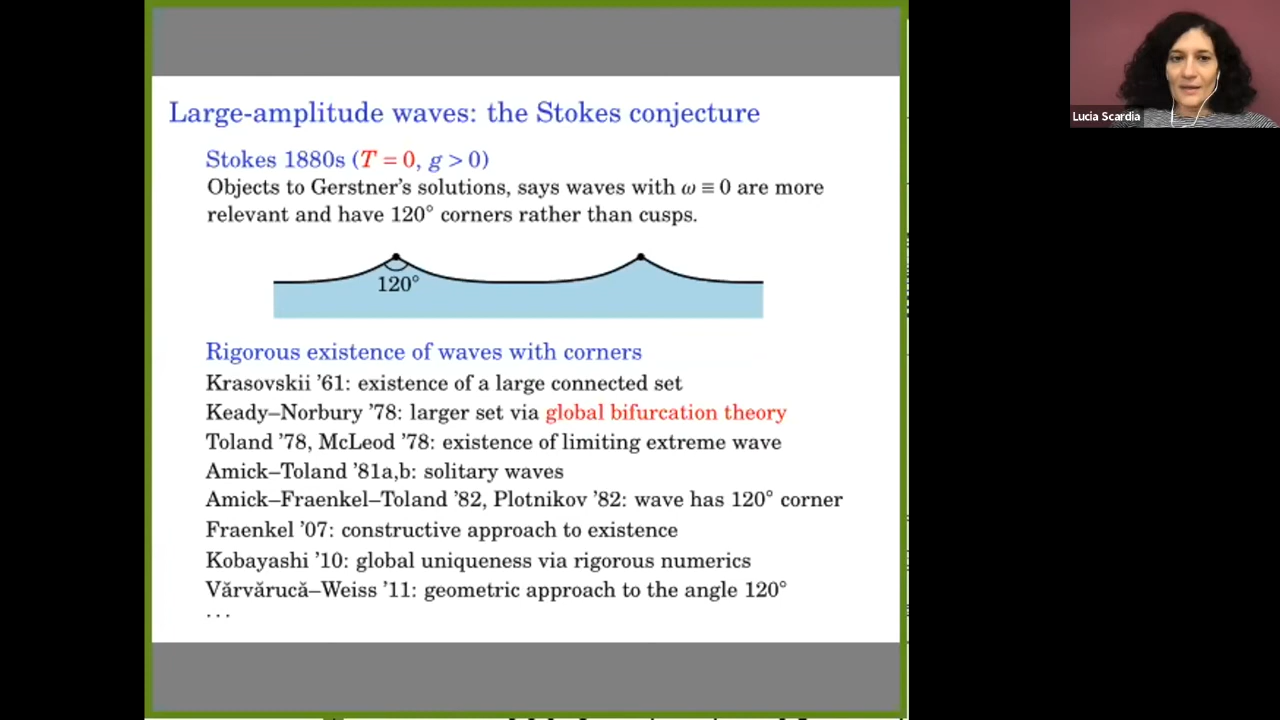 Large-amplitude waves: the Stokes conjecture
Stokes 1880s (T = 0, g > 0)
Objects to Gerstner's solutions, says waves with ω ≡ 0 are more
relevant and have 120° corners rather than cusps.
120°
Rigorous existence of waves with corners
Krasovskii '61: existence of a large connected set
Keady–Norbury '78: larger set via global bifurcation theory
Toland '78, McLeod '78: existence of limiting extreme wave
Amick–Toland '81a,b: solitary waves
Amick–Fraenkel–Toland '82, Plotnikov '82: wave has 120° corner
Fraenkel '07: constructive approach to existence
Kobayashi '10: global uniqueness via rigorous numerics
Vărvărucă–Weiss '11: geometric approach to the angle 120°
...
Lucia Scardia